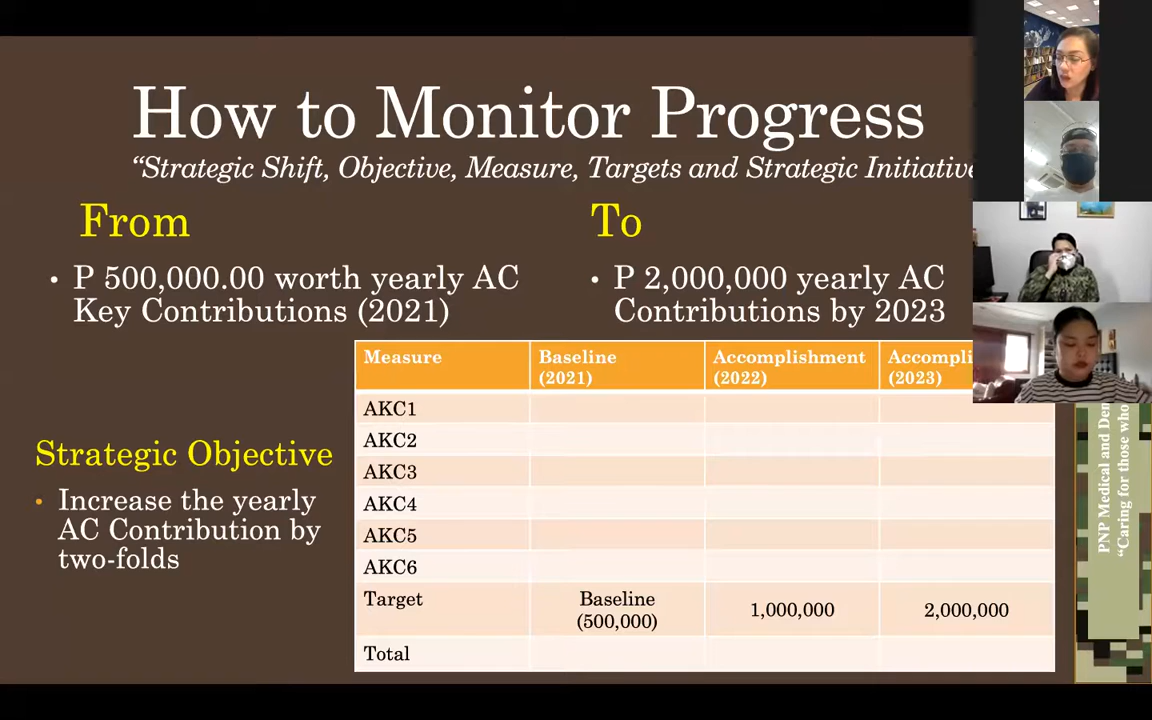 How to Monitor Progress
“Strategic Shift, Objective, Measure, Targets and Strategic
From
To
• P 500,000.00 worth yearly AC
Key Contributions (2021)
• P 2,000,000 yearly AC
Contributions by 2023
Strategic Objective
• Increase the yearly
AC Contribution by
two-folds
Measure Baseline (2021) Accomplishment (2022) (2023)
AKC1
AKC2
AKC3
AKC4
AKC5
AKC6
Target Baseline (500,000) 1,000,000 2,000,000
Total
PNP Medical and
“Caring for those who